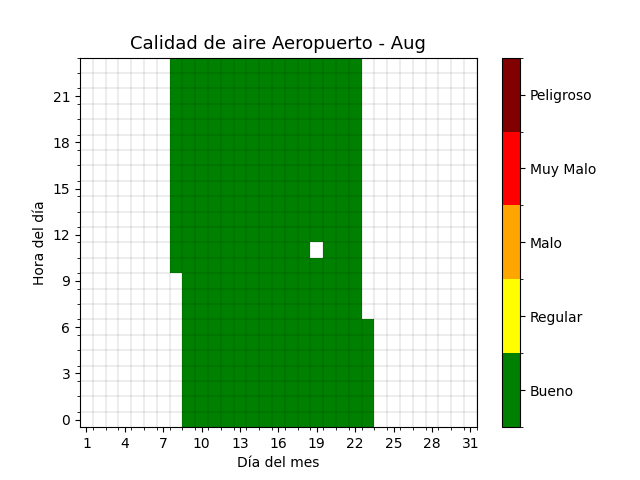 Calidad de aire Aeropuerto - Aug
Hora del día
21
18
15
12
9
6
3
0
1 4 7 10 13 16 19 22 25 28 31
Día del mes
Peligroso
Muy Malo
Malo
Regular
Bueno